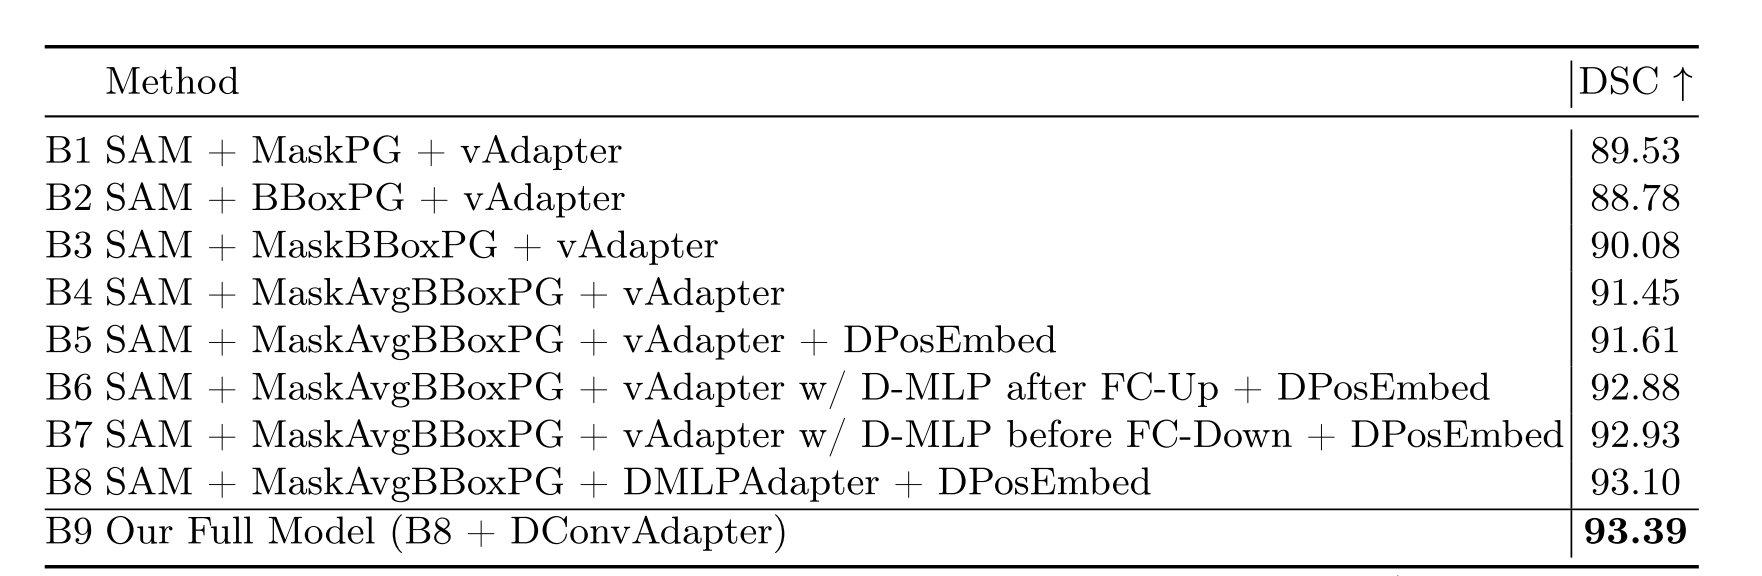 Method DSC ↑
B1 SAM + MaskPG + vAdapter 89.53
B2 SAM + BBoxPG + vAdapter 88.78
B3 SAM + MaskBBoxPG + vAdapter 90.08
B4 SAM + MaskAvgBBoxPG + vAdapter 91.45
B5 SAM + MaskAvgBBoxPG + vAdapter + DPosEmbed 91.61
B6 SAM + MaskAvgBBoxPG + vAdapter w/ D-MLP after FC-Up + DPosEmbed 92.88
B7 SAM + MaskAvgBBoxPG + vAdapter w/ D-MLP before FC-Down + DPosEmbed 92.93
B8 SAM + MaskAvgBBoxPG + DMLPAdapter + DPosEmbed 93.10
B9 Our Full Model (B8 + DConvAdapter) 93.39